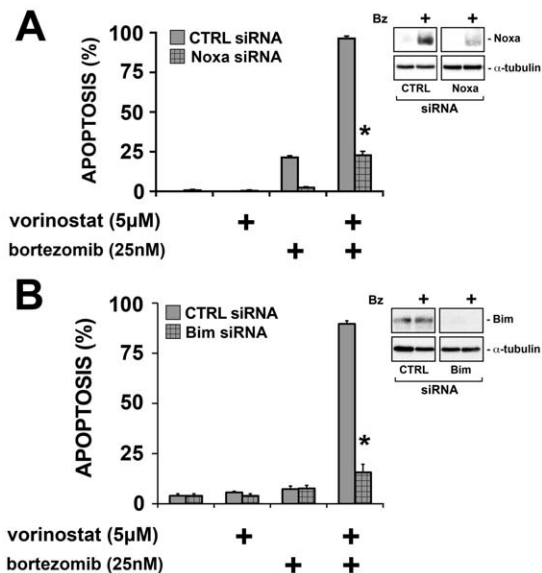 A
APOPTOSIS (%)
100
75
50
25
0
CTRL siRNA
Noxa siRNA
*
vorinostat (5μM) + +
bortezomib (25nM) + +
Bz + +
- Noxa
- α-tubulin
CTRL Noxa
siRNA
B
APOPTOSIS (%)
100
75
50
25
0
CTRL siRNA
Bim siRNA
*
vorinostat (5μM) + +
bortezomib (25nM) + +
Bz + +
- Bim
- α-tubulin
CTRL Bim
siRNA